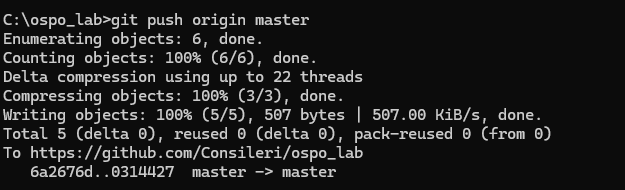 C:\ospo_lab>git push origin master
Enumerating objects: 6, done.
Counting objects: 100% (6/6), done.
Delta compression using up to 22 threads
Compressing objects: 100% (3/3), done.
Writing objects: 100% (5/5), 507 bytes | 507.00 KiB/s, done.
Total 5 (delta 0), reused 0 (delta 0), pack-reused 0 (from 0)
To https://github.com/Consileri/ospo_lab
   6a2676d..0314427  master -> master